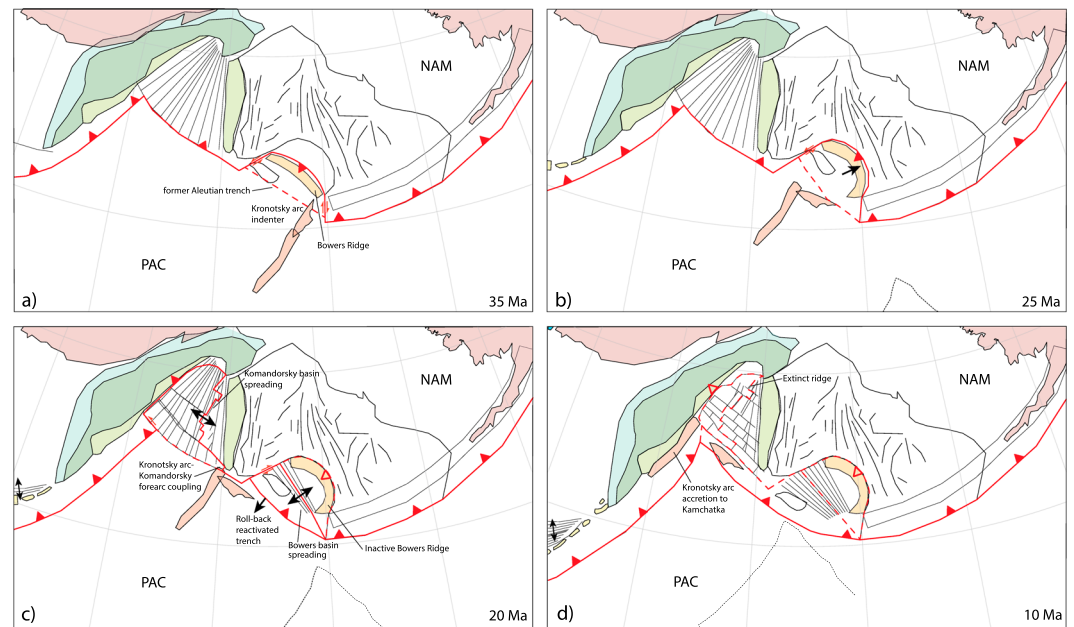 NAM
former Aleutian trench
Kronotsky arc
indenter
Bowers Ridge
PAC
a)
35 Ma
NAM
PAC
b)
25 Ma
Komandorsky basin
spreading
NAM
Kronotsky arc-
Komandorsky
forearc coupling
Roll-back
reactivated
trench
Bowers basin
spreading
Inactive Bowers Ridge
PAC
c)
20 Ma
Extinct ridge
NAM
Kronotsky arc
accretion to
Kamchatka
PAC
d)
10 Ma